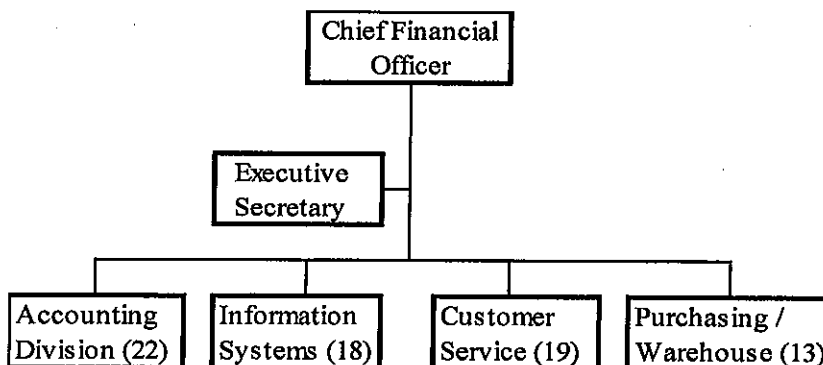 Chief Financial
Officer
Executive
Secretary
Accounting
Division (22)
Information
Systems (18)
Customer
Service (19)
Purchasing /
Warehouse (13)